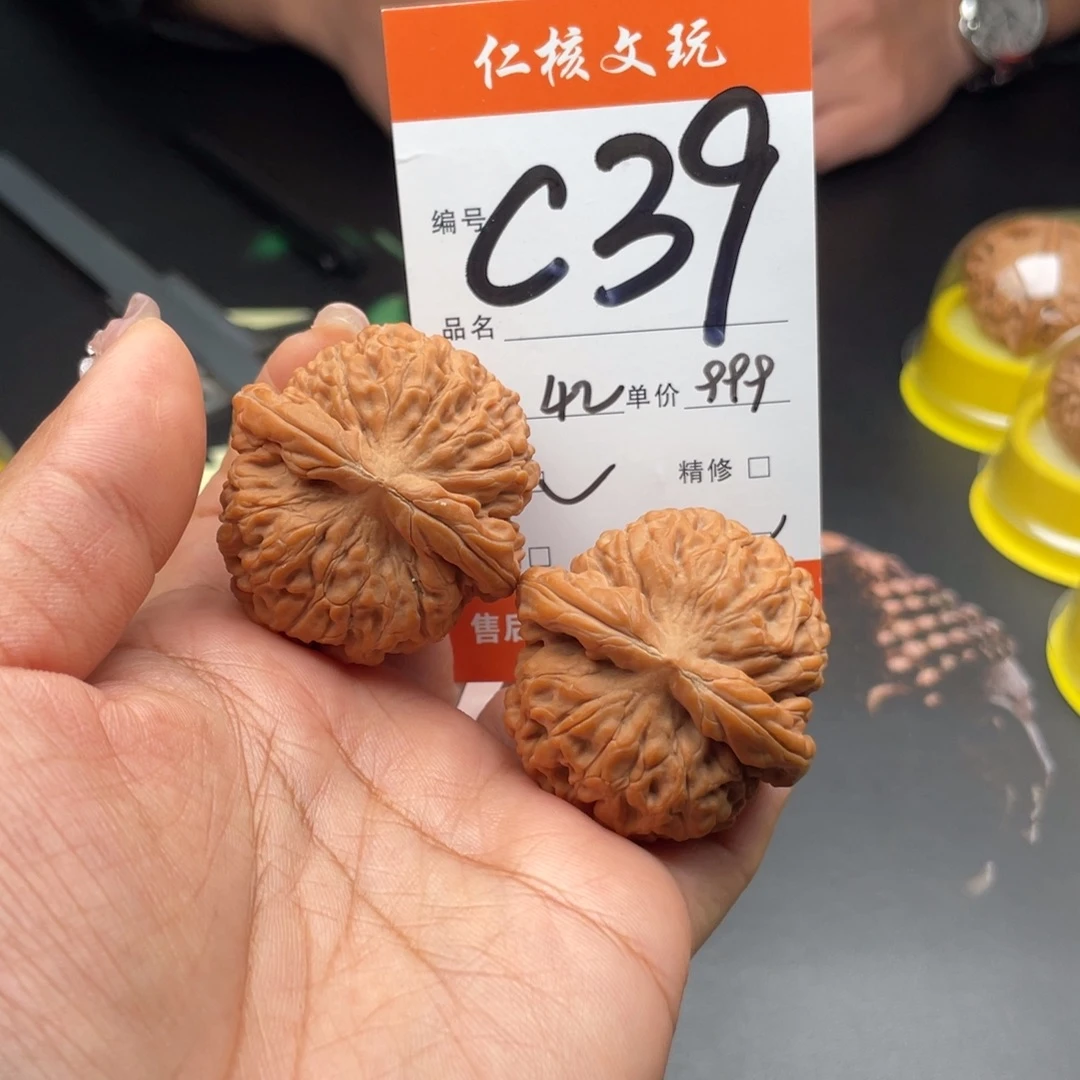 仁核文玩
编号 C39
品名
42 单价 999
精修 □
□
售后